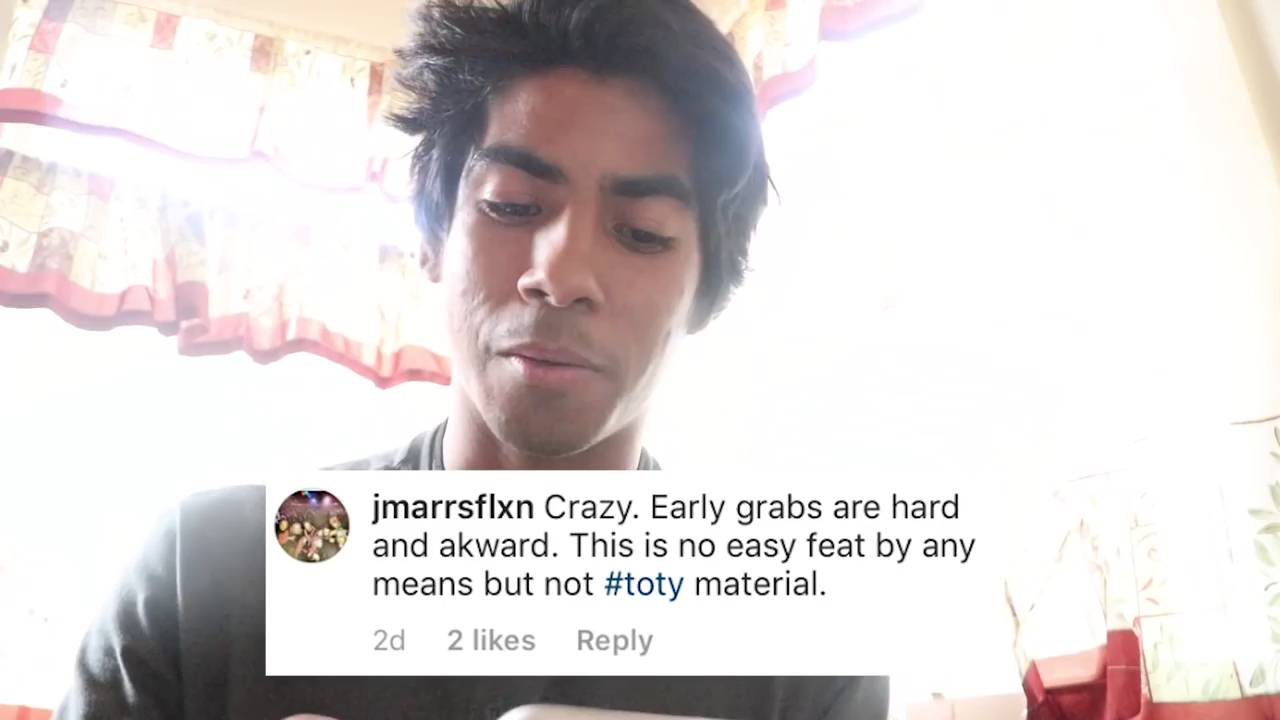 jmarrsflxn Crazy. Early grabs are hard
and akward. This is no easy feat by any
means but not #toty material.
2d 2 likes Reply